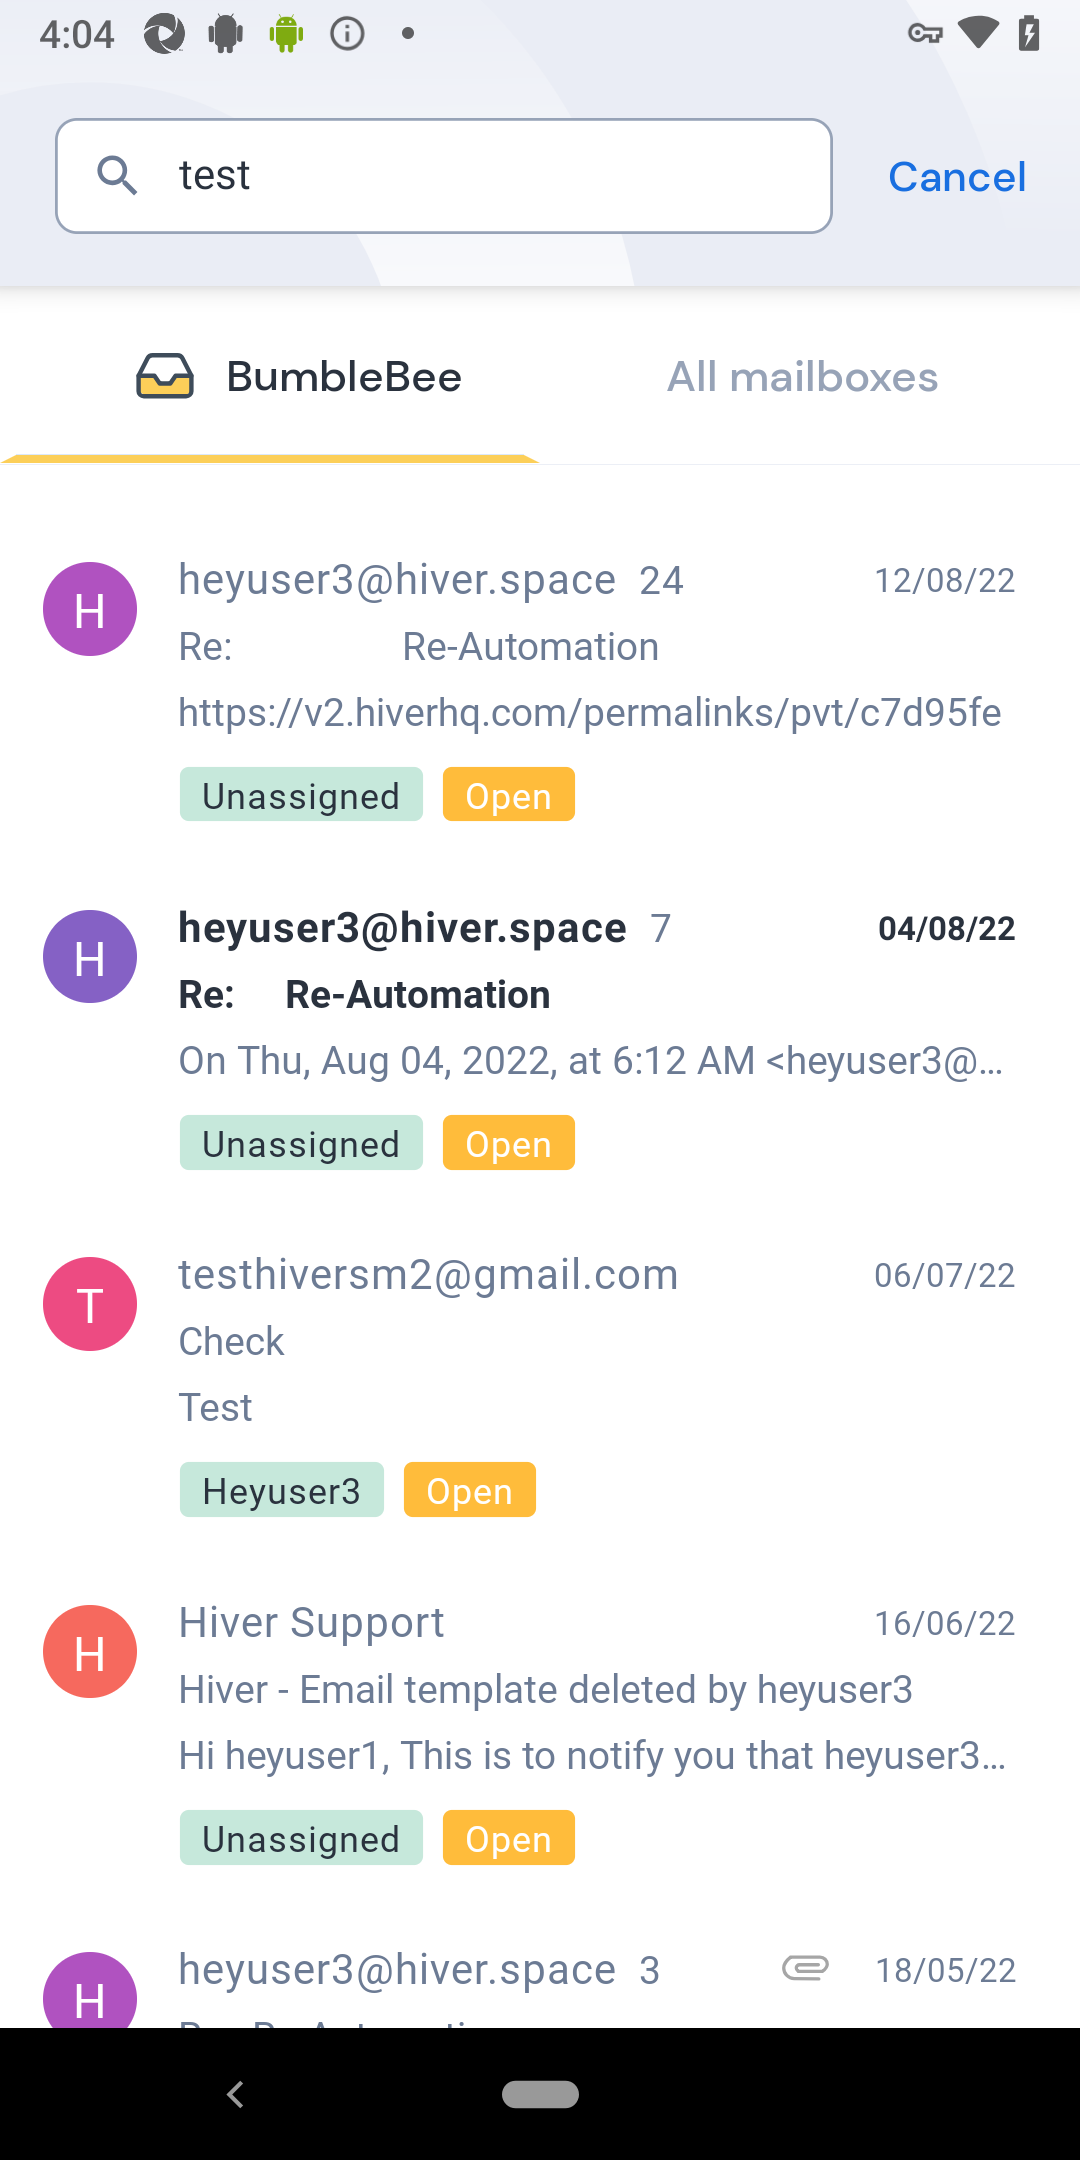 4:04
test
Cancel
BumbleBee
All mailboxes
H
heyuser3@hiver.space 24
12/08/22
Re: Re-Automation
https://v2.hiverhq.com/permalinks/pvt/c7d95fe
Unassigned
Open
H
heyuser3@hiver.space 7
04/08/22
Re: Re-Automation
On Thu, Aug 04, 2022, at 6:12 AM <heyuser3@...
Unassigned
Open
T
testhiversm2@gmail.com
06/07/22
Check
Test
Heyuser3
Open
H
Hiver Support
16/06/22
Hiver - Email template deleted by heyuser3
Hi heyuser1, This is to notify you that heyuser3...
Unassigned
Open
H
heyuser3@hiver.space 3
18/05/22